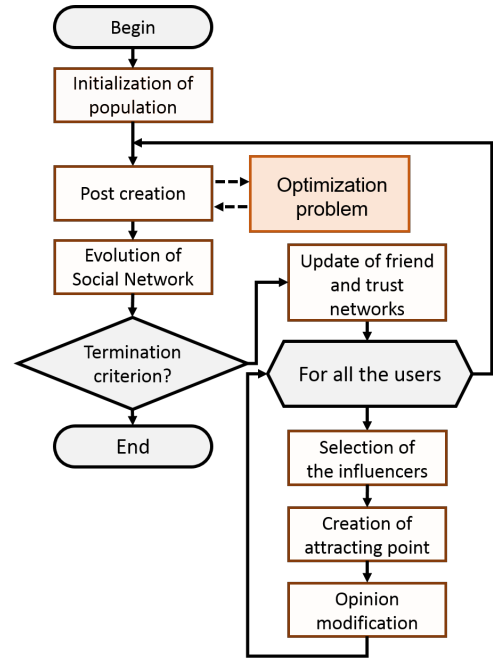 Begin
Initialization of
population
Post creation
Optimization
problem
Evolution of
Social Network
Update of friend
and trust
networks
Termination
criterion?
For all the users
End
Selection of
the influencers
Creation of
attracting point
Opinion
modification